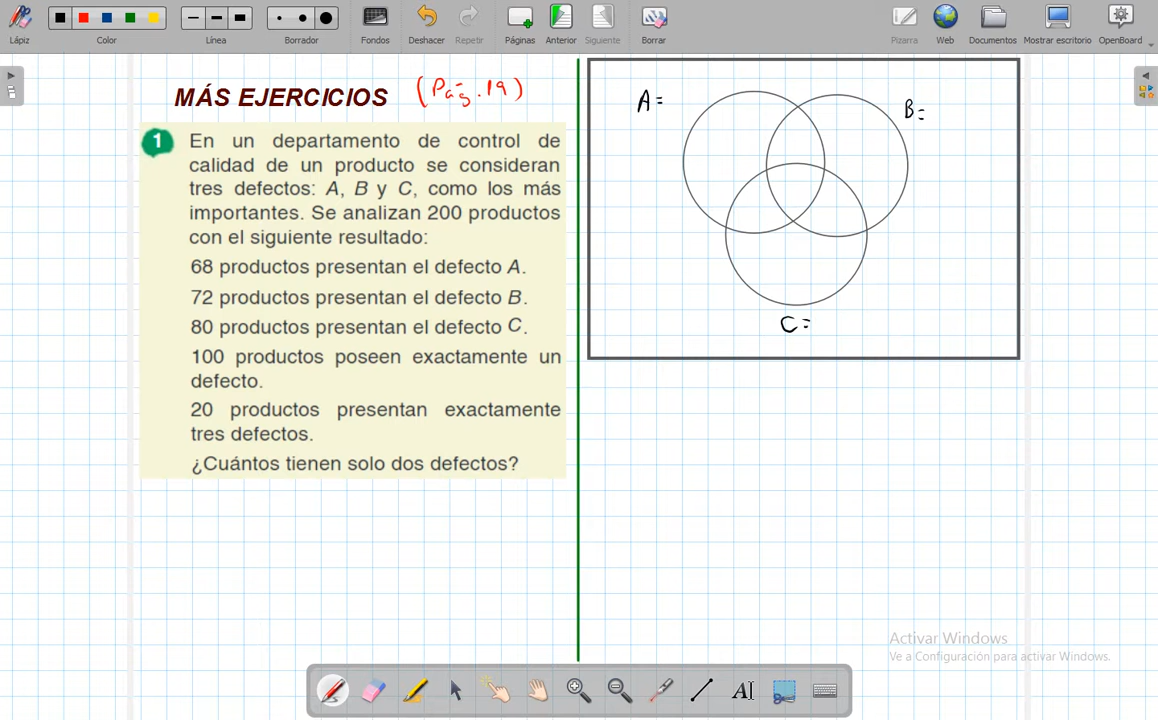 Lápiz
Color
Línea
Borrador
Fondos
Deshacer
Repetir
Páginas
Anterior
Siguiente
Borrar
Pizarra
Web
Documentos
Mostrar escritorio
OpenBoard
MÁS EJERCICIOS (Pág. 19)
1 En un departamento de control de
calidad de un producto se consideran
tres defectos: A, B y C, como los más
importantes. Se analizan 200 productos
con el siguiente resultado:
68 productos presentan el defecto A.
72 productos presentan el defecto B.
80 productos presentan el defecto C.
100 productos poseen exactamente un
defecto.
20 productos presentan exactamente
tres defectos.
¿Cuántos tienen solo dos defectos?
A=
B=
C=
Activar Windows
Ve a Configuración para activar Windows.
AI